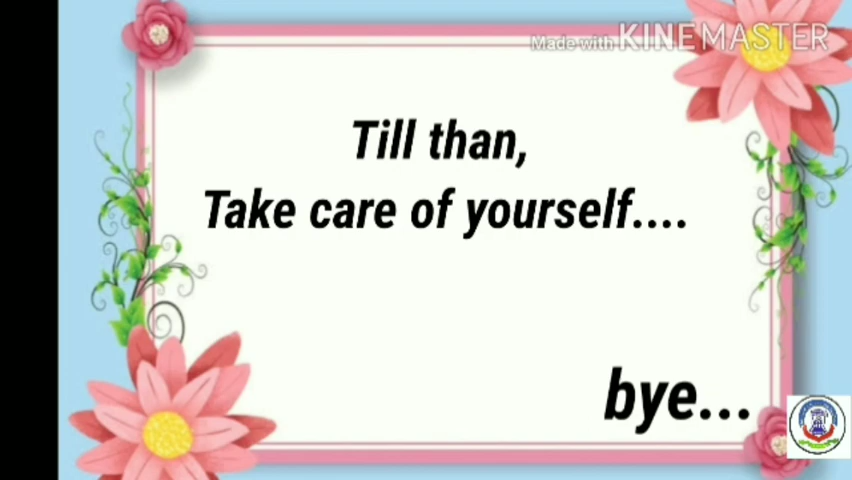 Made with KINEMASTER
Till than,
Take care of yourself....
bye...